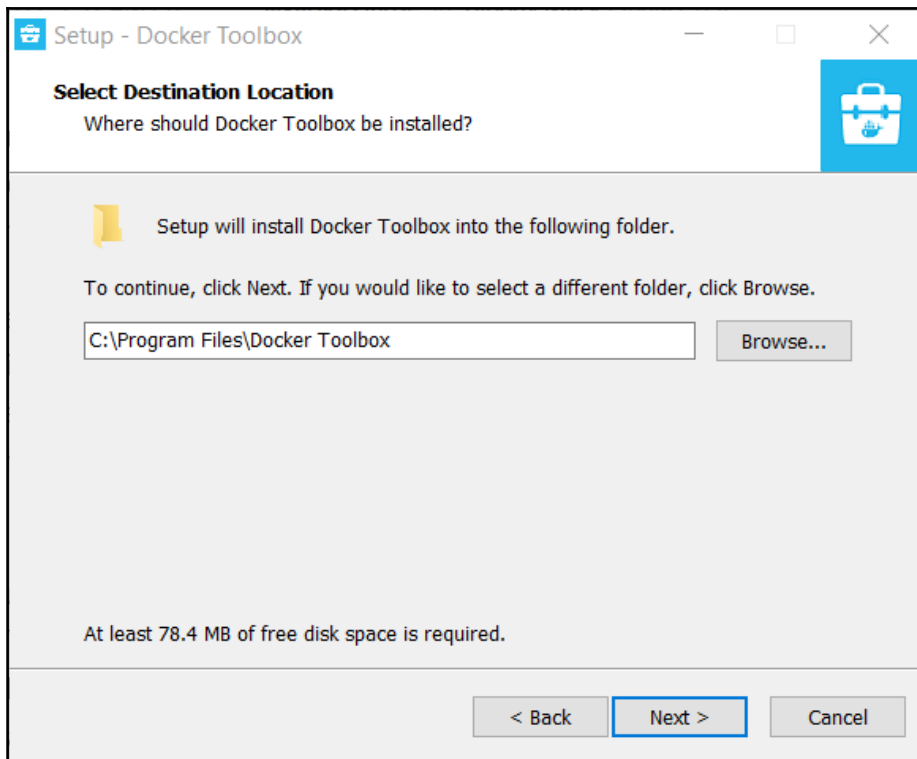 Setup - Docker Toolbox
Select Destination Location
Where should Docker Toolbox be installed?
Setup will install Docker Toolbox into the following folder.
To continue, click Next. If you would like to select a different folder, click Browse.
C:\Program Files\Docker Toolbox
Browse...
At least 78.4 MB of free disk space is required.
< Back
Next >
Cancel